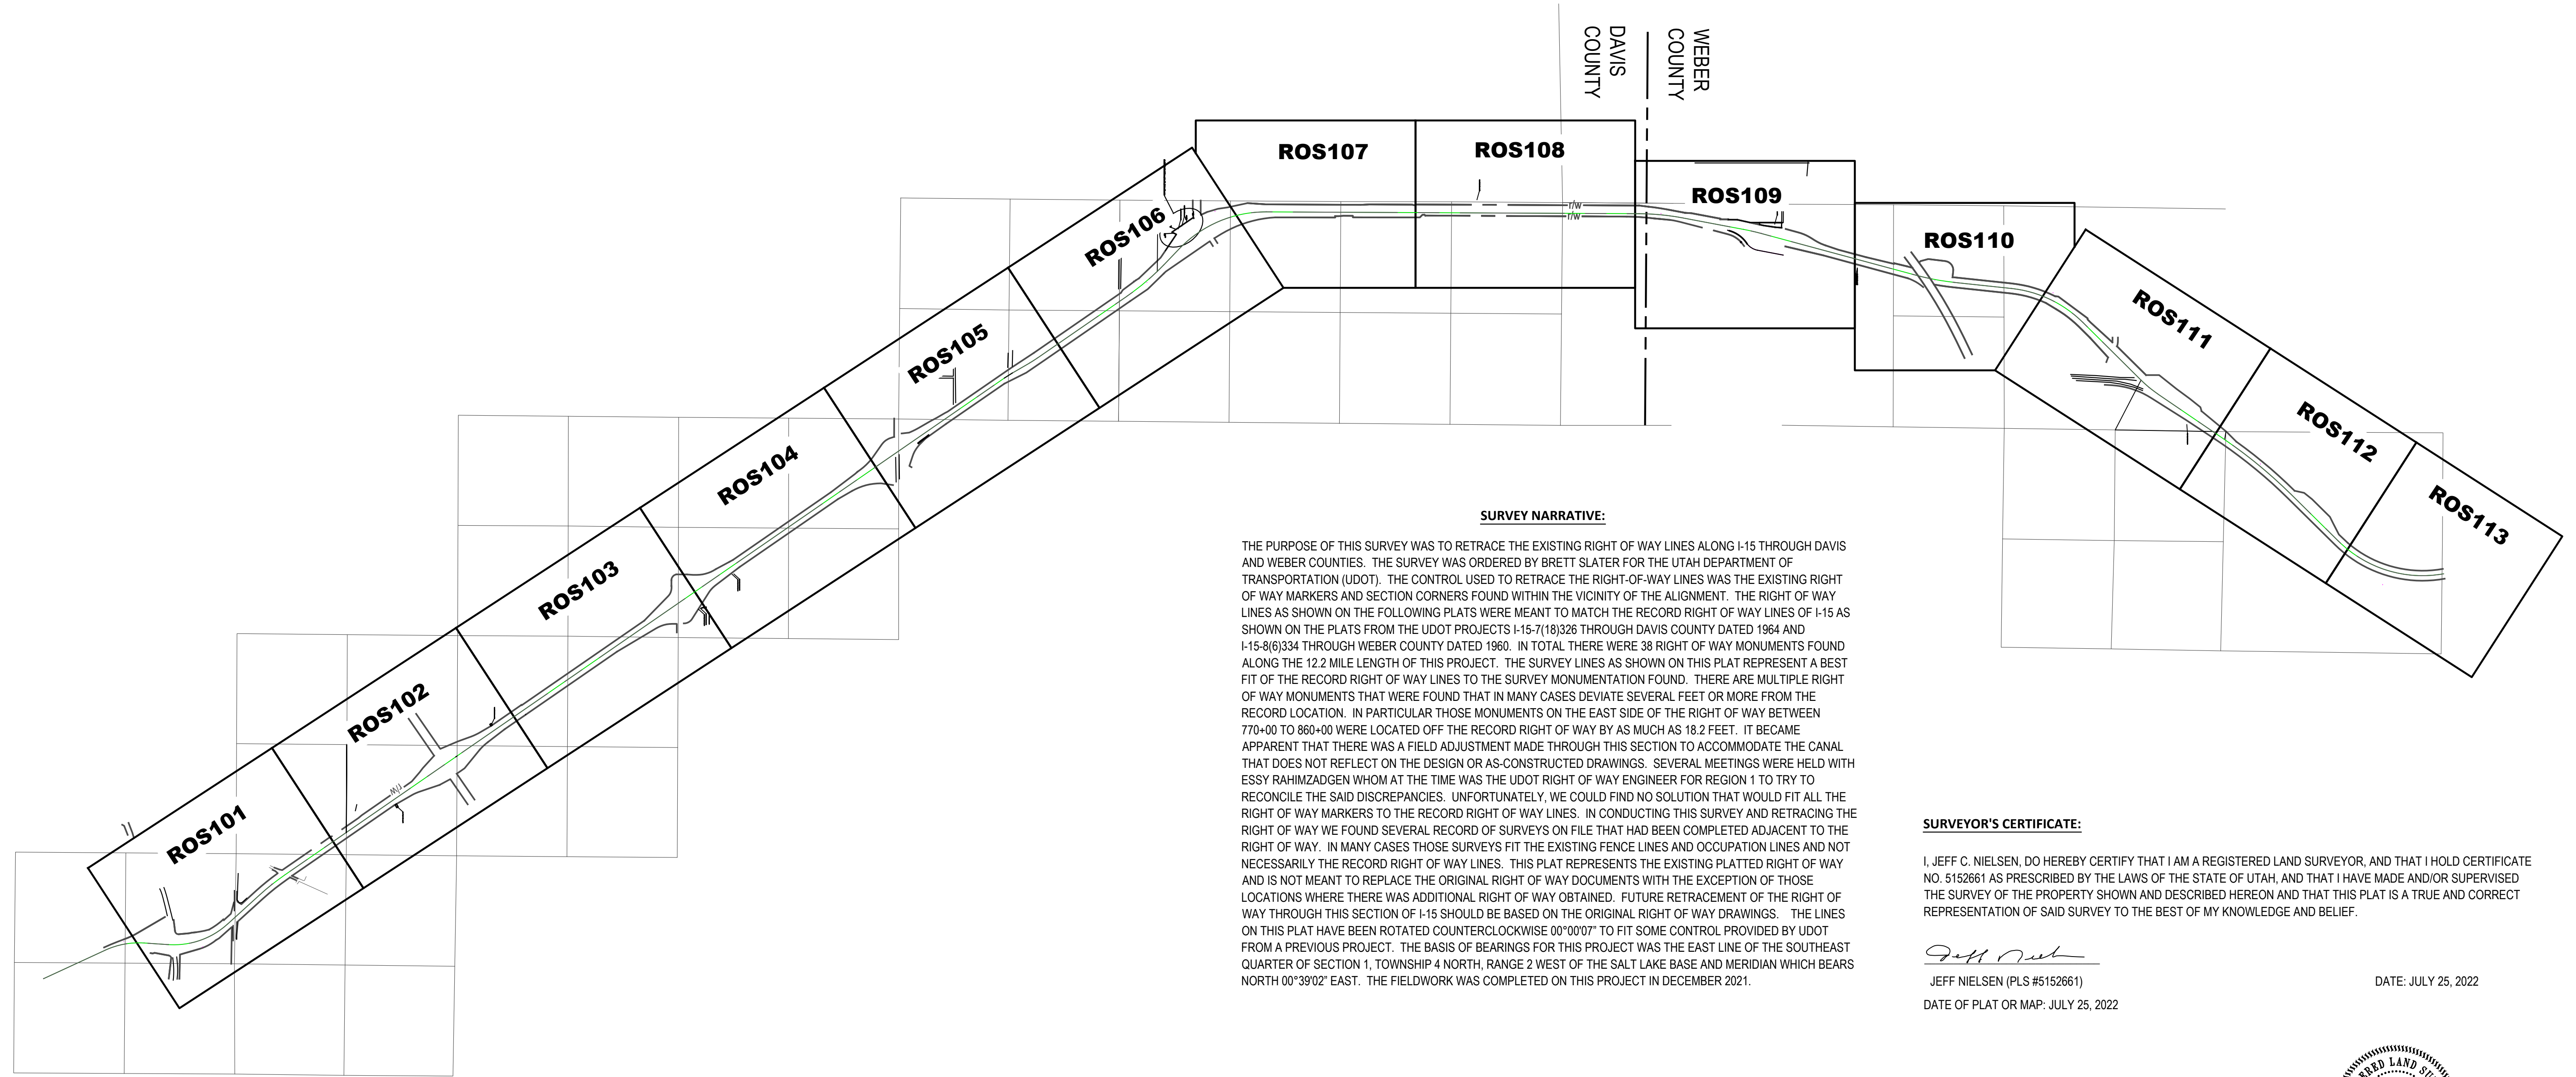 DAVIS
COUNTY
WEBER
COUNTY
ROS101
ROS102
ROS103
ROS104
ROS105
ROS106
ROS107
ROS108
ROS109
ROS110
ROS111
ROS112
ROS113
r/w
r/w
r/w
SURVEY NARRATIVE:
THE PURPOSE OF THIS SURVEY WAS TO RETRACE THE EXISTING RIGHT OF WAY LINES ALONG I-15 THROUGH DAVIS
AND WEBER COUNTIES. THE SURVEY WAS ORDERED BY BRETT SLATER FOR THE UTAH DEPARTMENT OF
TRANSPORTATION (UDOT). THE CONTROL USED TO RETRACE THE RIGHT-OF-WAY LINES WAS THE EXISTING RIGHT
OF WAY MARKERS AND SECTION CORNERS FOUND WITHIN THE VICINITY OF THE ALIGNMENT. THE RIGHT OF WAY
LINES AS SHOWN ON THE FOLLOWING PLATS WERE MEANT TO MATCH THE RECORD RIGHT OF WAY LINES OF I-15 AS
SHOWN ON THE PLATS FROM THE UDOT PROJECTS I-15-7(18)326 THROUGH DAVIS COUNTY DATED 1964 AND
I-15-8(6)334 THROUGH WEBER COUNTY DATED 1960. IN TOTAL THERE WERE 38 RIGHT OF WAY MONUMENTS FOUND
ALONG THE 12.2 MILE LENGTH OF THIS PROJECT. THE SURVEY LINES AS SHOWN ON THIS PLAT REPRESENT A BEST
FIT OF THE RECORD RIGHT OF WAY LINES TO THE SURVEY MONUMENTATION FOUND. THERE ARE MULTIPLE RIGHT
OF WAY MONUMENTS THAT WERE FOUND THAT IN MANY CASES DEVIATE SEVERAL FEET OR MORE FROM THE
RECORD LOCATION. IN PARTICULAR THOSE MONUMENTS ON THE EAST SIDE OF THE RIGHT OF WAY BETWEEN
770+00 TO 860+00 WERE LOCATED OFF THE RECORD RIGHT OF WAY BY AS MUCH AS 18.2 FEET. IT BECAME
APPARENT THAT THERE WAS A FIELD ADJUSTMENT MADE THROUGH THIS SECTION TO ACCOMMODATE THE CANAL
THAT DOES NOT REFLECT ON THE DESIGN OR AS-CONSTRUCTED DRAWINGS. SEVERAL MEETINGS WERE HELD WITH
ESSY RAHIMZADGEN WHOM AT THE TIME WAS THE UDOT RIGHT OF WAY ENGINEER FOR REGION 1 TO TRY TO
RECONCILE THE SAID DISCREPANCIES. UNFORTUNATELY, WE COULD FIND NO SOLUTION THAT WOULD FIT ALL THE
RIGHT OF WAY MARKERS TO THE RECORD RIGHT OF WAY LINES. IN CONDUCTING THIS SURVEY AND RETRACING THE
RIGHT OF WAY WE FOUND SEVERAL RECORD OF SURVEYS ON FILE THAT HAD BEEN COMPLETED ADJACENT TO THE
RIGHT OF WAY. IN MANY CASES THOSE SURVEYS FIT THE EXISTING FENCE LINES AND OCCUPATION LINES AND NOT
NECESSARILY THE RECORD RIGHT OF WAY LINES. THIS PLAT REPRESENTS THE EXISTING PLATTED RIGHT OF WAY
AND IS NOT MEANT TO REPLACE THE ORIGINAL RIGHT OF WAY DOCUMENTS WITH THE EXCEPTION OF THOSE
LOCATIONS WHERE THERE WAS ADDITIONAL RIGHT OF WAY OBTAINED. FUTURE RETRACEMENT OF THE RIGHT OF
WAY THROUGH THIS SECTION OF I-15 SHOULD BE BASED ON THE ORIGINAL RIGHT OF WAY DRAWINGS. THE LINES
ON THIS PLAT HAVE BEEN ROTATED COUNTERCLOCKWISE 00°00'07" TO FIT SOME CONTROL PROVIDED BY UDOT
FROM A PREVIOUS PROJECT. THE BASIS OF BEARINGS FOR THIS PROJECT WAS THE EAST LINE OF THE SOUTHEAST
QUARTER OF SECTION 1, TOWNSHIP 4 NORTH, RANGE 2 WEST OF THE SALT LAKE BASE AND MERIDIAN WHICH BEARS
NORTH 00°39'02" EAST. THE FIELDWORK WAS COMPLETED ON THIS PROJECT IN DECEMBER 2021.
SURVEYOR'S CERTIFICATE:
I, JEFF C. NIELSEN, DO HEREBY CERTIFY THAT I AM A REGISTERED LAND SURVEYOR, AND THAT I HOLD CERTIFICATE
NO. 5152661 AS PRESCRIBED BY THE LAWS OF THE STATE OF UTAH, AND THAT I HAVE MADE AND/OR SUPERVISED
THE SURVEY OF THE PROPERTY SHOWN AND DESCRIBED HEREON AND THAT THIS PLAT IS A TRUE AND CORRECT
REPRESENTATION OF SAID SURVEY TO THE BEST OF MY KNOWLEDGE AND BELIEF.
JEFF NIELSEN (PLS #5152661)
DATE: JULY 25, 2022
DATE OF PLAT OR MAP: JULY 25, 2022
LAND